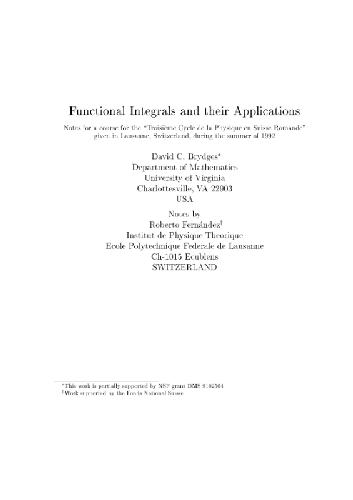 Functional Integrals and their Applications
Notes for a course for the "Troisième Cycle de la Physique en Suisse Romande"
given in Lausanne, Switzerland, during the summer of 1992
David C. Brydges*
Department of Mathematics
University of Virginia
Charlottesville, VA 22903
USA
Notes by
Roberto Fernández†
Institut de Physique Theorique
Ecole Polytechnique Federale de Lausanne
Ch-1015 Ecublens
SWITZERLAND
*This work is partially supported by NSF grant DMS
†Work supported by the Fonds National Suisse